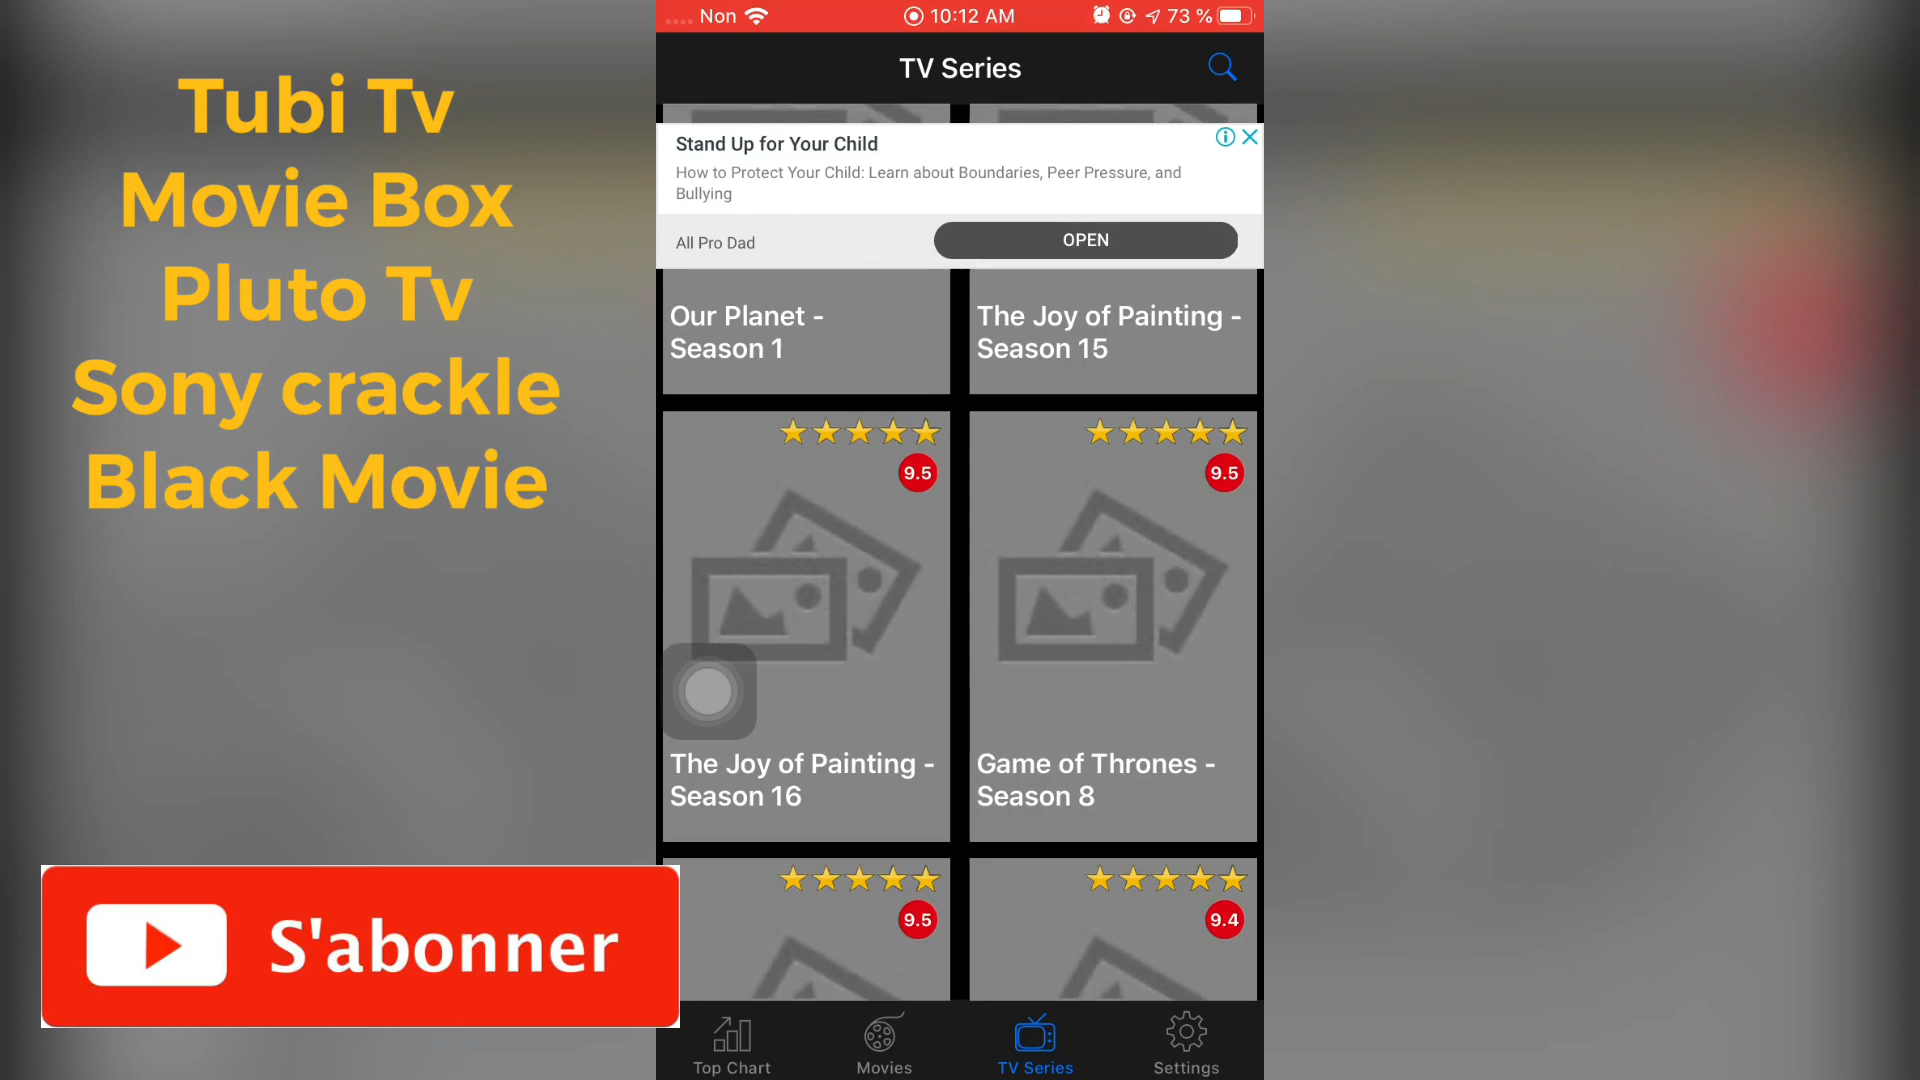 Tubi Tv
Movie Box
Pluto Tv
Sony crackle
Black Movie
S'abonner
Non
10:12 AM
73 %
TV Series
Stand Up for Your Child
How to Protect Your Child: Learn about Boundaries, Peer Pressure, and
Bullying
All Pro Dad
OPEN
Our Planet -
Season 1
The Joy of Painting -
Season 15
9.5
The Joy of Painting -
Season 16
9.5
Game of Thrones -
Season 8
9.5
9.4
Top Chart
Movies
TV Series
Settings